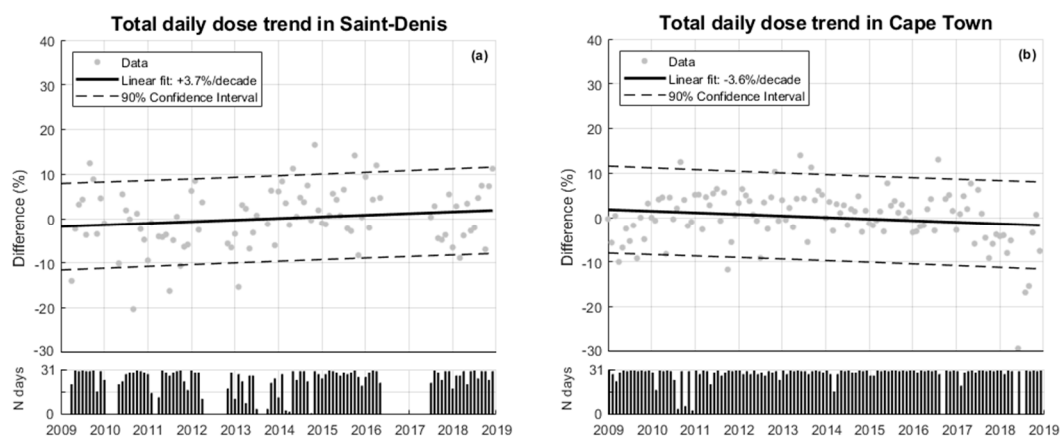 Total daily dose trend in Saint-Denis
(a)
Data
Linear fit: +3.7%/decade
90% Confidence Interval
Difference (%)
40
30
20
10
0
-10
-20
-30
N days
31
0
2009 2010 2011 2012 2013 2014 2015 2016 2017 2018 2019
Total daily dose trend in Cape Town
(b)
Data
Linear fit: -3.6%/decade
90% Confidence Interval
Difference (%)
40
30
20
10
0
-10
-20
-30
N days
31
0
2009 2010 2011 2012 2013 2014 2015 2016 2017 2018 2019